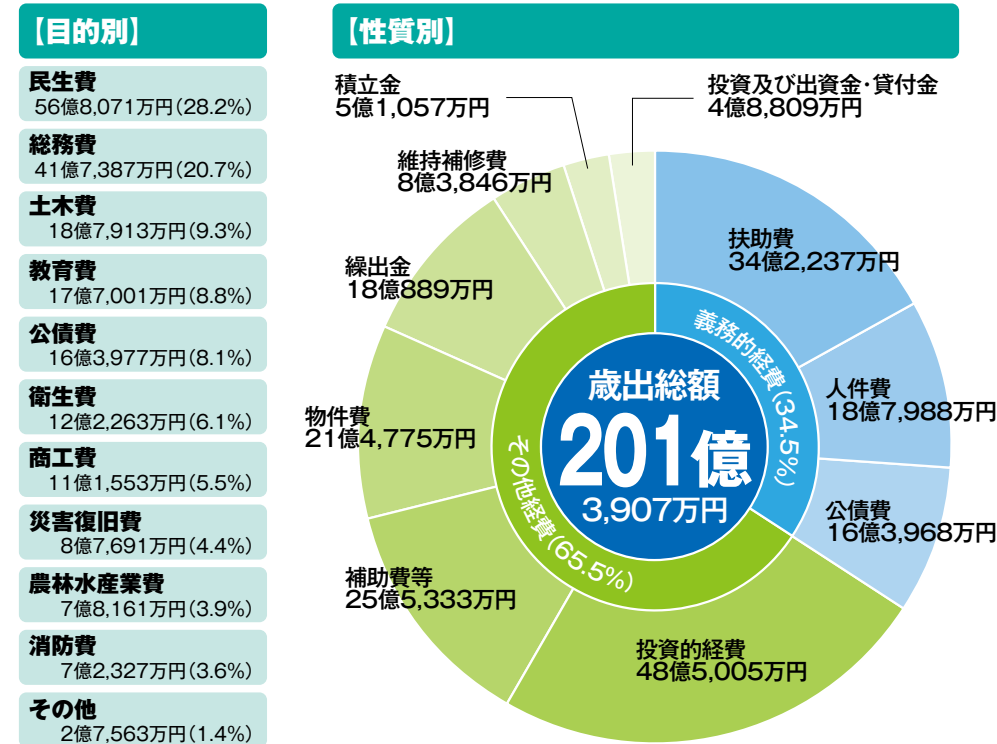 【目的別】
民生費
56億8,071万円(28.2%)
総務費
41億7,387万円(20.7%)
土木費
18億7,913万円(9.3%)
教育費
17億7,001万円(8.8%)
公債費
16億3,977万円(8.1%)
衛生費
12億2,263万円(6.1%)
商工費
11億1,553万円(5.5%)
災害復旧費
8億7,691万円(4.4%)
農林水産業費
7億8,161万円(3.9%)
消防費
7億2,327万円(3.6%)
その他
2億7,563万円(1.4%)
【性質別】
積立金
5億1,057万円
投資及び出資金・貸付金
4億8,809万円
維持補修費
8億3,846万円
扶助費
34億2,237万円
繰出金
18億889万円
義務的経費(34.5%)
人件費
18億7,988万円
歳出総額
201億
3,907万円
物件費
21億4,775万円
その他経費(65.5%)
公債費
16億3,968万円
補助費等
25億5,333万円
投資的経費
48億5,005万円